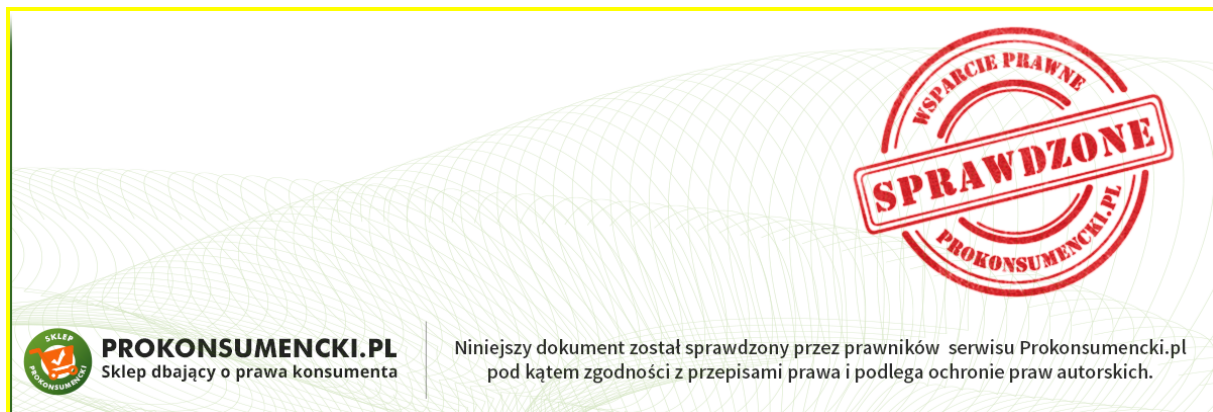 WSPARCIE PRAWNE
SPRAWDZONE
PROKONSUMENCKI.PL
SKLEP
PROKONSUMENCKI
PROKONSUMENCKI.PL
Sklep dbający o prawa konsumenta
Niniejszy dokument został sprawdzony przez prawników serwisu Prokonsumencki.pl
pod kątem zgodności z przepisami prawa i podlega ochronie praw autorskich.